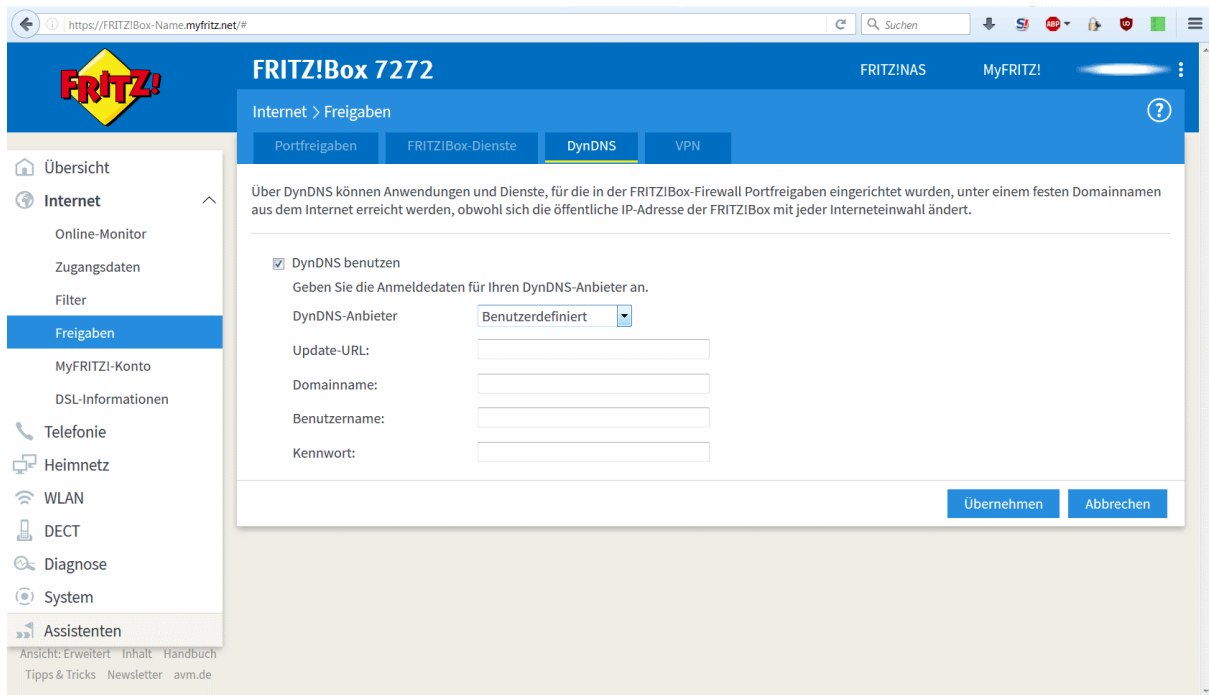 https://FRITZ!Box-Name.myfritz.net/#
Suchen
S!
ABP
FRITZ!
FRITZ!Box 7272
FRITZ!NAS
MyFRITZ!
Internet > Freigaben
?
Portfreigaben
FRITZ!Box-Dienste
DynDNS
VPN
Übersicht
Internet
Online-Monitor
Zugangsdaten
Filter
Freigaben
MyFRITZ!-Konto
DSL-Informationen
Telefonie
Heimnetz
WLAN
DECT
Diagnose
System
Assistenten
Ansicht: Erweitert Inhalt Handbuch
Tipps & Tricks Newsletter avm.de
Über DynDNS können Anwendungen und Dienste, für die in der FRITZ!Box-Firewall Portfreigaben eingerichtet wurden, unter einem festen Domainnamen
aus dem Internet erreicht werden, obwohl sich die öffentliche IP-Adresse der FRITZ!Box mit jeder Interneteinwahl ändert.
DynDNS benutzen
Geben Sie die Anmeldedaten für Ihren DynDNS-Anbieter an.
DynDNS-Anbieter
Benutzerdefiniert
Update-URL:
Domainname:
Benutzername:
Kennwort:
Übernehmen
Abbrechen